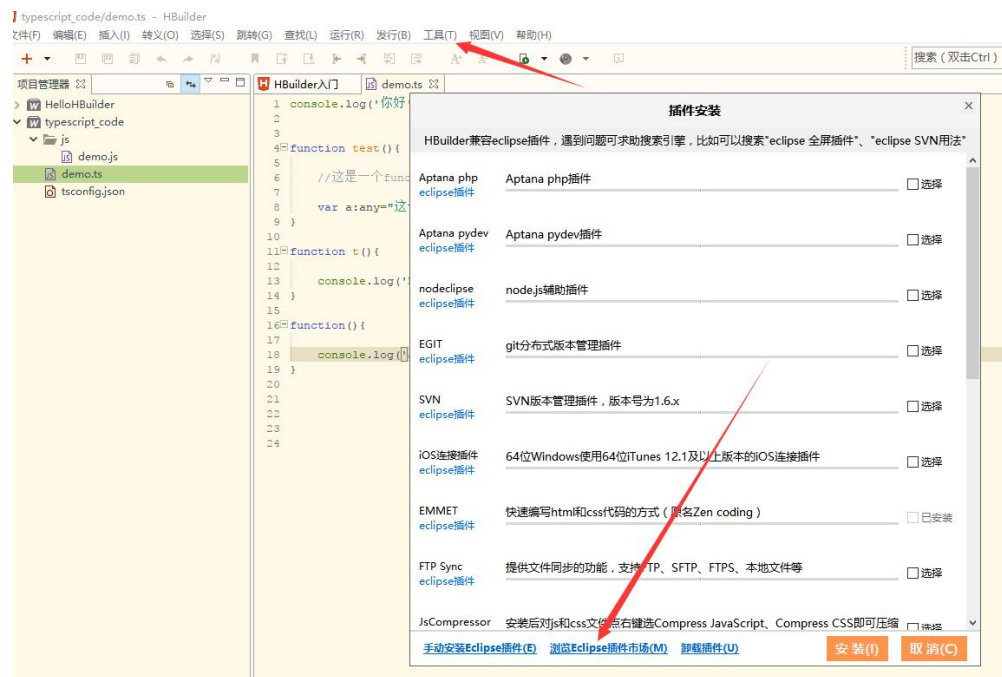 typescript_code/demo.ts - HBuilder
文件(F) 编辑(E) 插入(I) 转义(O) 选择(S) 跳转(G) 查找(L) 运行(R) 发行(B) 工具(T) 视图(V) 帮助(H)
搜索（双击Ctrl）
项目管理器
HBuilder入门
demo.ts
HelloHBuilder
typescript_code
js
demo.js
demo.ts
tsconfig.json
1 console.log('你好'
2
3
4 function test(){
5
6 //这是一个func
7
8 var a:any="这
9 }
10
11 function t(){
12
13 console.log('
14 }
15
16 function(){
17
18 console.log('
19 }
20
21
22
23
24
插件安装
HBuilder兼容eclipse插件，遇到问题可求助搜索引擎，比如可以搜索"eclipse 全屏插件"、"eclipse SVN用法"
Aptana php Aptana php插件
eclipse插件 选择
Aptana pydev Aptana pydev插件
eclipse插件 选择
nodeclipse node.js辅助插件
eclipse插件 选择
EGIT git分布式版本管理插件
eclipse插件 选择
SVN SVN版本管理插件，版本号为1.6.x
eclipse插件 选择
iOS连接插件 64位Windows使用64位iTunes 12.1及以上版本的iOS连接插件
eclipse插件 选择
EMMET 快速编写html和css代码的方式（原名Zen coding）
eclipse插件 已安装
FTP Sync 提供文件同步的功能，支持FTP、SFTP、FTPS、本地文件等
eclipse插件 选择
JsCompressor 安装后对js和css文件点右键选Compress JavaScript、Compress CSS即可压缩 选择
手动安装Eclipse插件(E) 浏览Eclipse插件市场(M) 卸载插件(U) 安装(I) 取消(C)